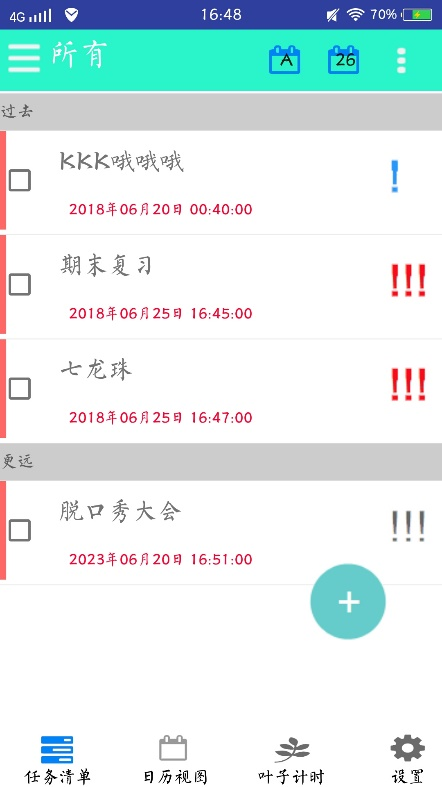 4G 16:48 70%
所有 A 26
过去
KKK哦哦哦
2018年06月20日 00:40:00
!
期末复习
2018年06月25日 16:45:00
!!!
七龙珠
2018年06月25日 16:47:00
!!!
更远
脱口秀大会
2023年06月20日 16:51:00
!!!
+
任务清单 日历视图 叶子计时 设置